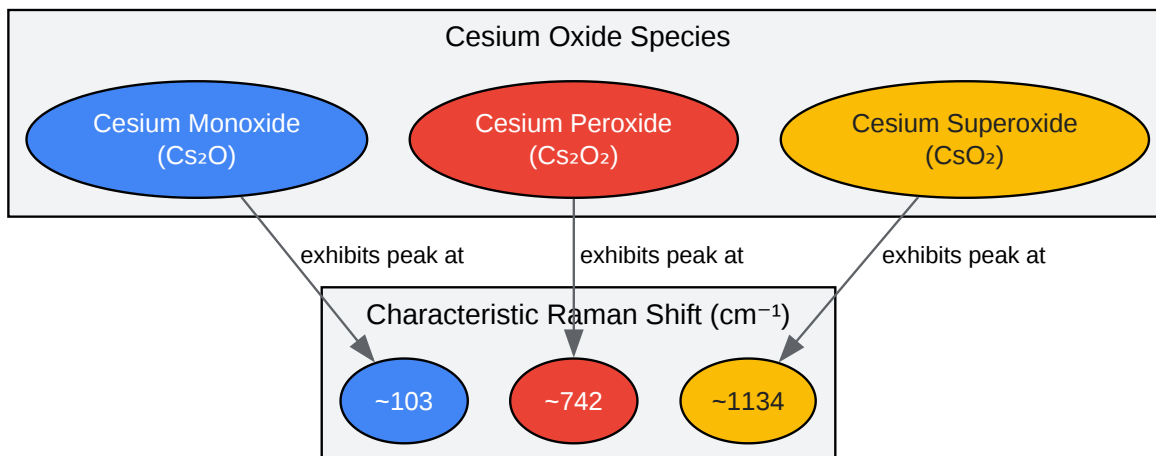 Cesium Oxide Species
Cesium Monoxide
(Cs₂O)
Cesium Peroxide
(Cs₂O₂)
Cesium Superoxide
(CsO₂)
exhibits peak at
exhibits peak at
exhibits peak at
Characteristic Raman Shift (cm⁻¹)
~103
~742
~1134